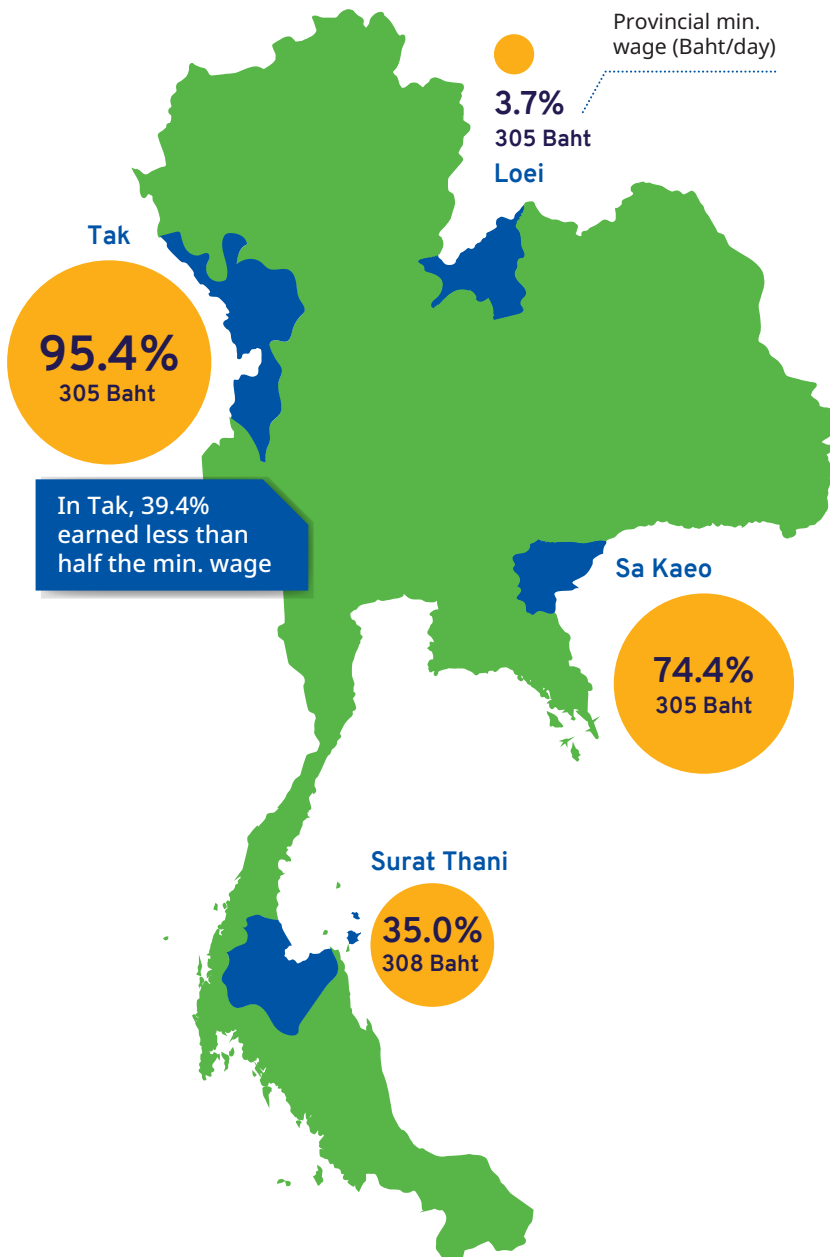 Provincial min.
wage (Baht/day)
3.7%
305 Baht
Loei
Tak
95.4%
305 Baht
In Tak, 39.4%
earned less than
half the min. wage
Sa Kaeo
74.4%
305 Baht
Surat Thani
35.0%
308 Baht